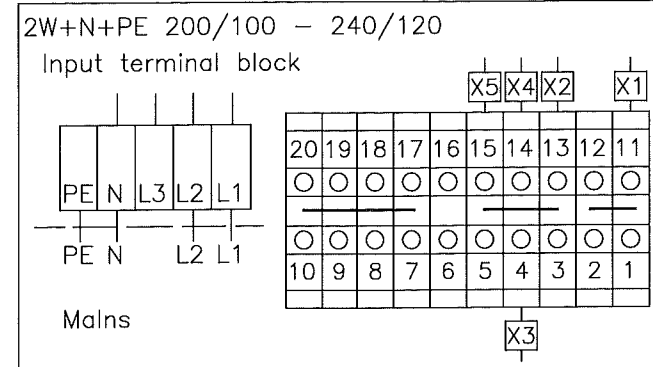 2W+N+PE 200/100 - 240/120
Input terminal block
X5 X4 X2 X1
20 19 18 17 16 15 14 13 12 11
PE N L3 L2 L1
PE N L2 L1
10 9 8 7 6 5 4 3 2 1
Mains
X3